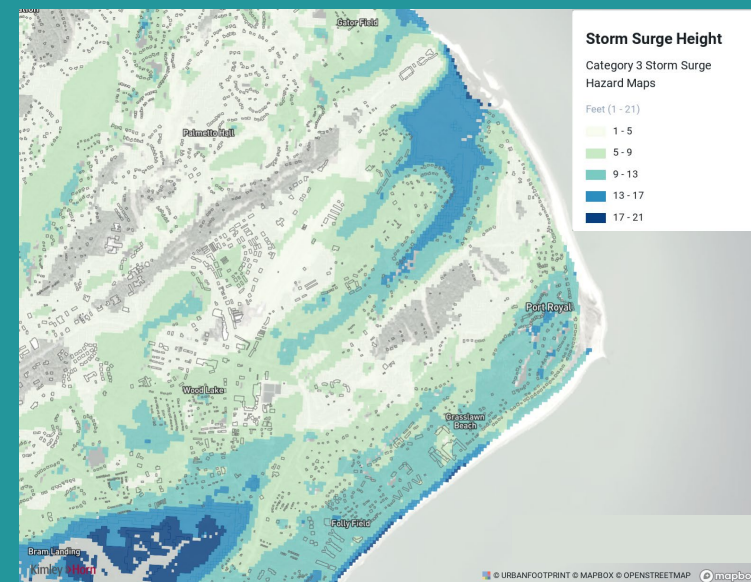 Gator Field
Storm Surge Height
Category 3 Storm Surge
Hazard Maps
Feet (1 - 21)
1 - 5
5 - 9
9 - 13
13 - 17
17 - 21
Palmetto Hall
Port Royal
Wood Lake
Grasslawn
Beach
Folly Field
Bram Landing
Kimley»Horn
© URBANFOOTPRINT © MAPBOX © OPENSTREETMAP
mapbo